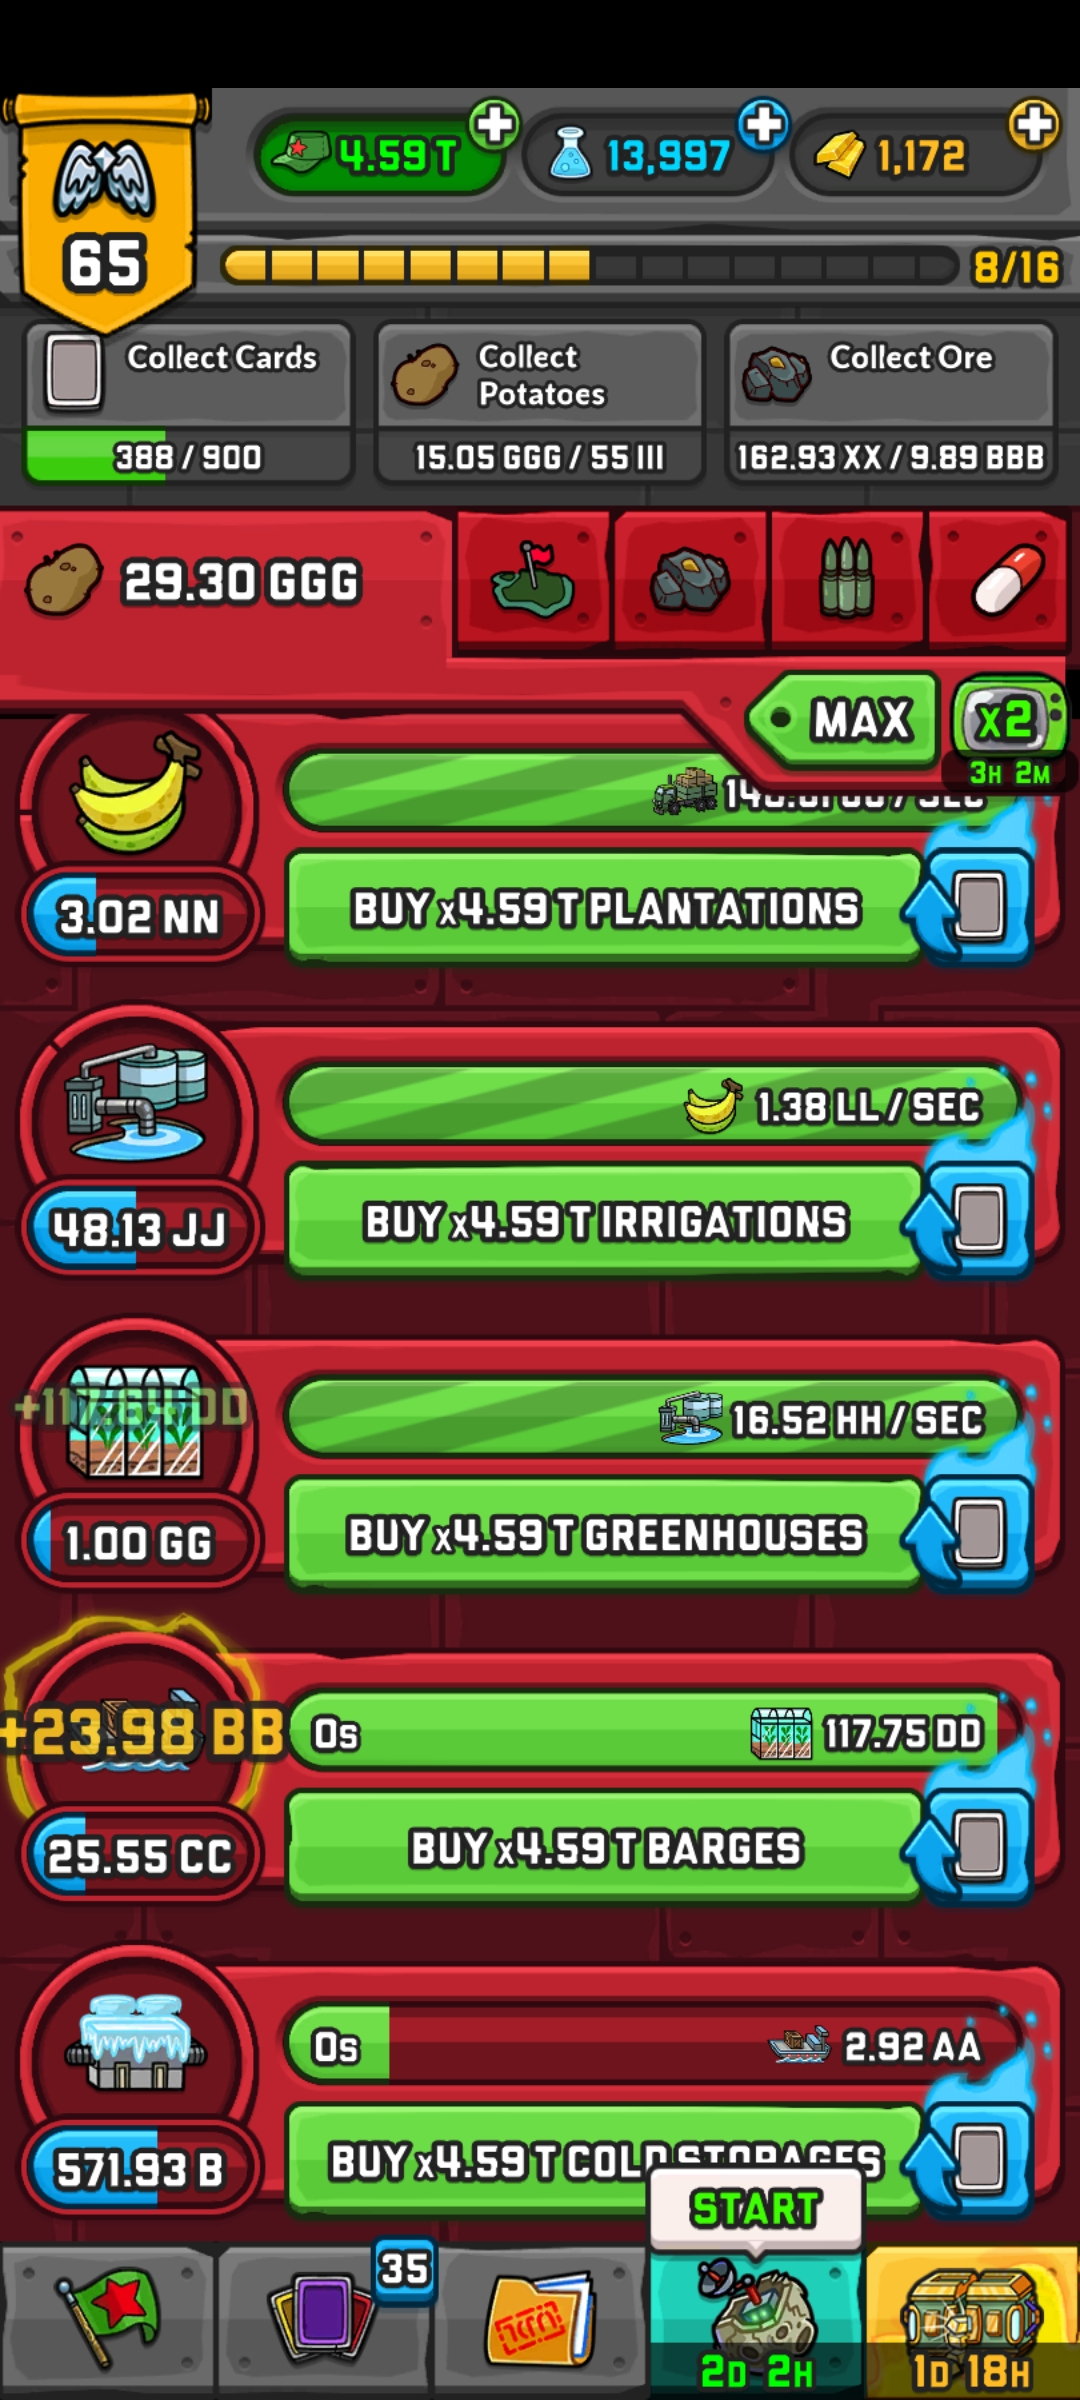 4.59 T
13,997
1,172
65
8/16
Collect Cards
388 / 900
Collect
Potatoes
15.05 GGG / 55 III
Collect Ore
162.93 XX / 9.89 BBB
29.30 GGG
MAX
x2
3H 2M
/ SEC
3.02 NN
BUY x4.59 T PLANTATIONS
1.38 LL / SEC
48.13 JJ
BUY x4.59 T IRRIGATIONS
+117.64 DD
16.52 HH / SEC
1.00 GG
BUY x4.59 T GREENHOUSES
+23.98 BB
0s
117.75 DD
25.55 CC
BUY x4.59 T BARGES
0s
2.92 AA
571.93 B
BUY x4.59 T COLD STORAGES
START
35
2D 2H
1D 18H